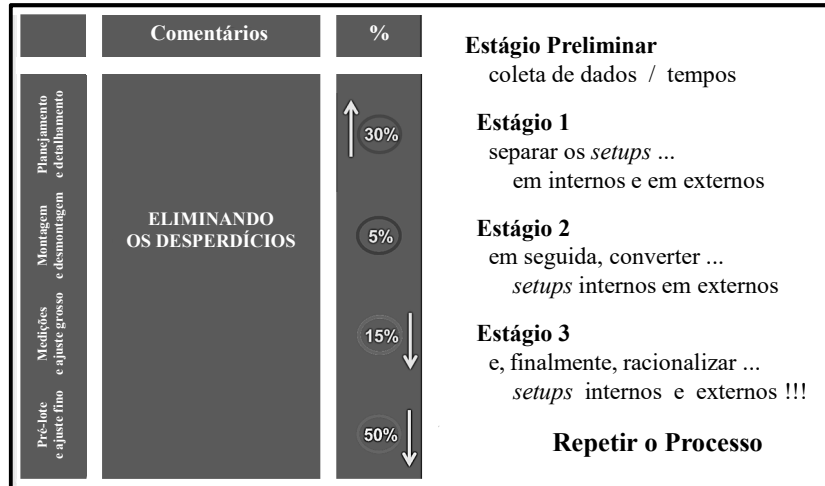 Comentários
%
Planejamento
e detalhamento
30%
Montagem
e desmontagem
ELIMINANDO
OS DESPERDÍCIOS
5%
Medições
e ajuste grosso
15%
Pré-lote
e ajuste fino
50%
Estágio Preliminar
coleta de dados / tempos
Estágio 1
separar os setups ...
em internos e em externos
Estágio 2
em seguida, converter ...
setups internos em externos
Estágio 3
e, finalmente, racionalizar ...
setups internos e externos !!!
Repetir o Processo